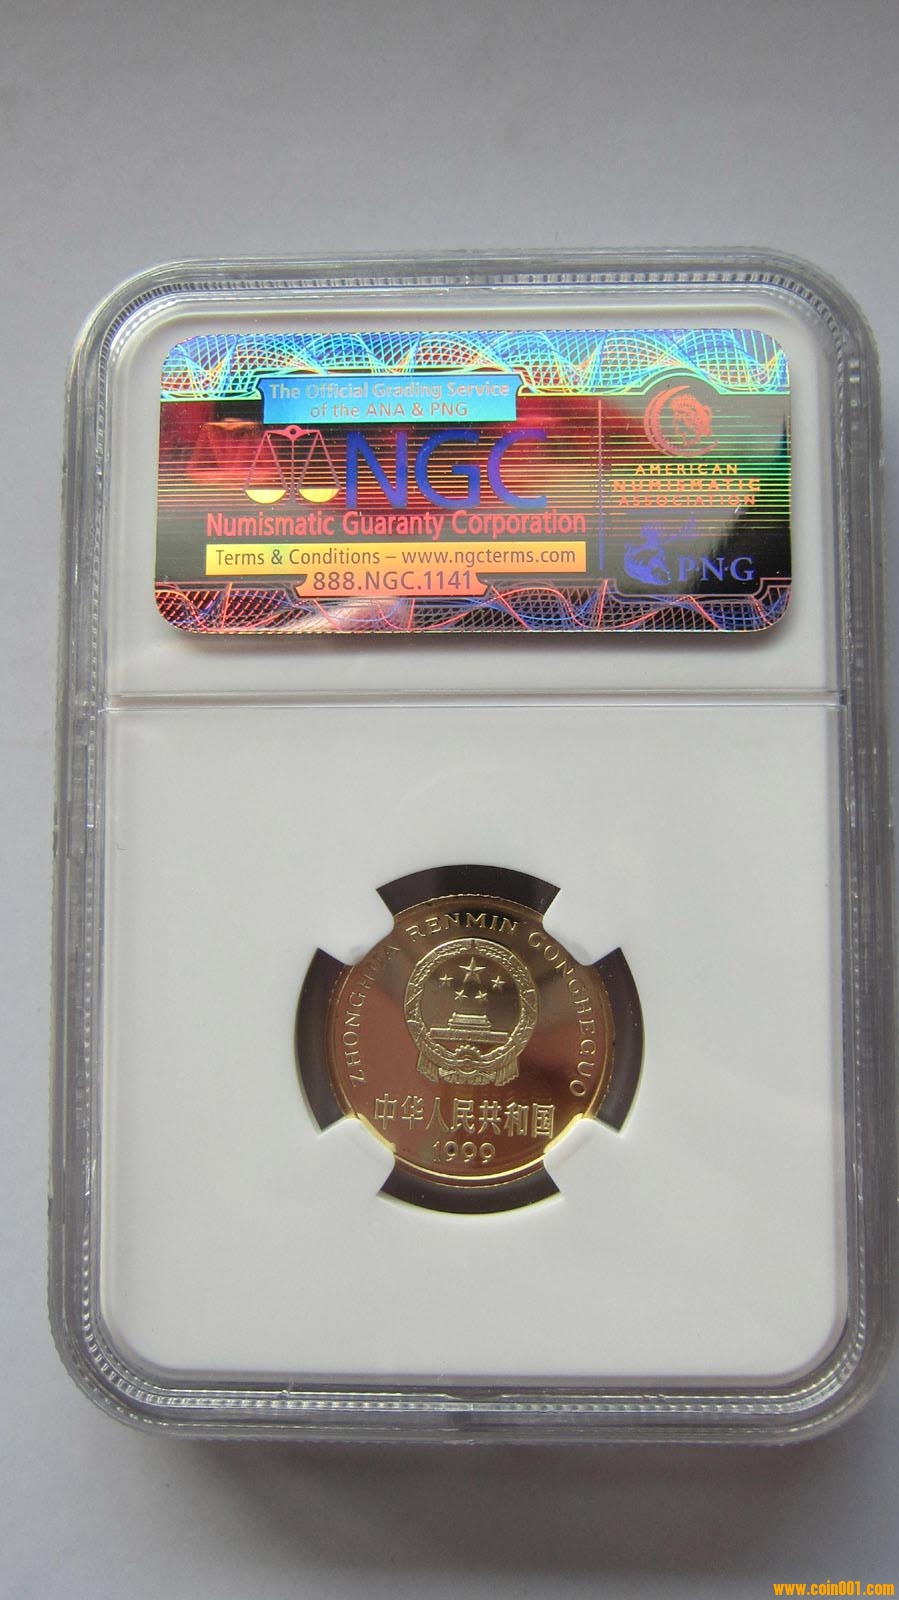 The Official Grading Service
of the ANA & PNG
NGC
Numismatic Guaranty Corporation
Terms & Conditions – www.ngcterms.com
888.NGC.1141
AMERICAN
NUMISMATIC
ASSOCIATION
P·N·G
ZHONGHUA RENMIN GONGHEGUO
中华人民共和国
1999
www.coin001.com